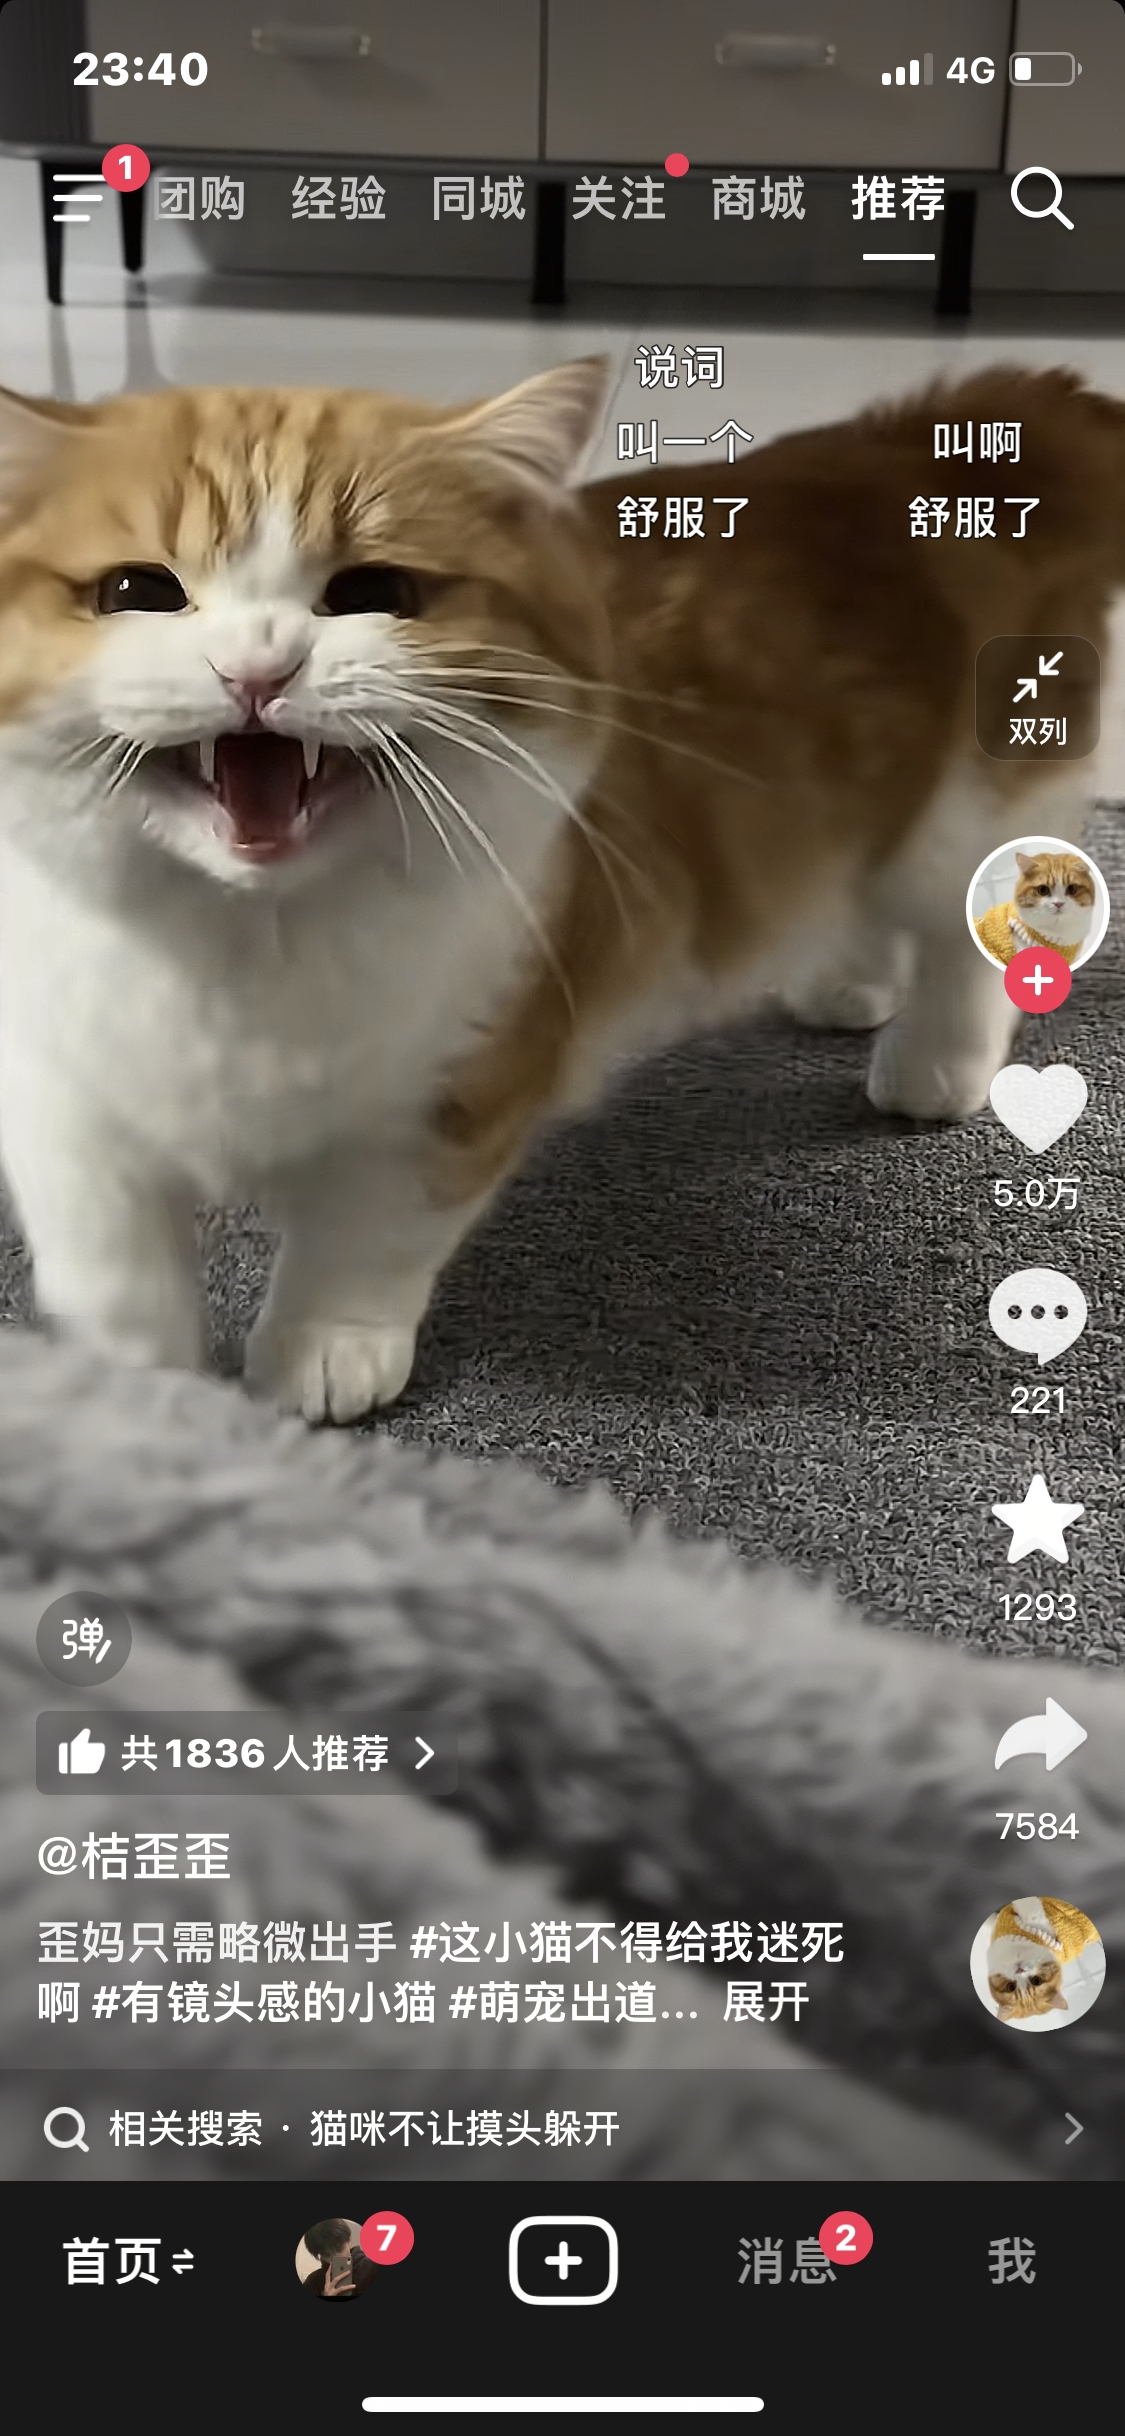 23:40 4G
1
团购 经验 同城 关注 商城 推荐
说词
叫一个 叫啊
舒服了 舒服了
双列
5.0万
221
1293
弹
共1836人推荐
7584
@桔歪歪
歪妈只需略微出手 #这小猫不得给我迷死
啊 #有镜头感的小猫 #萌宠出道... 展开
相关搜索 · 猫咪不让摸头躲开
首页 7 消息 2 我